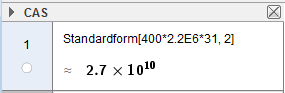 CAS
1
Standardform[400*2.2E6*31, 2]
≈ 2.7 × 10¹⁰